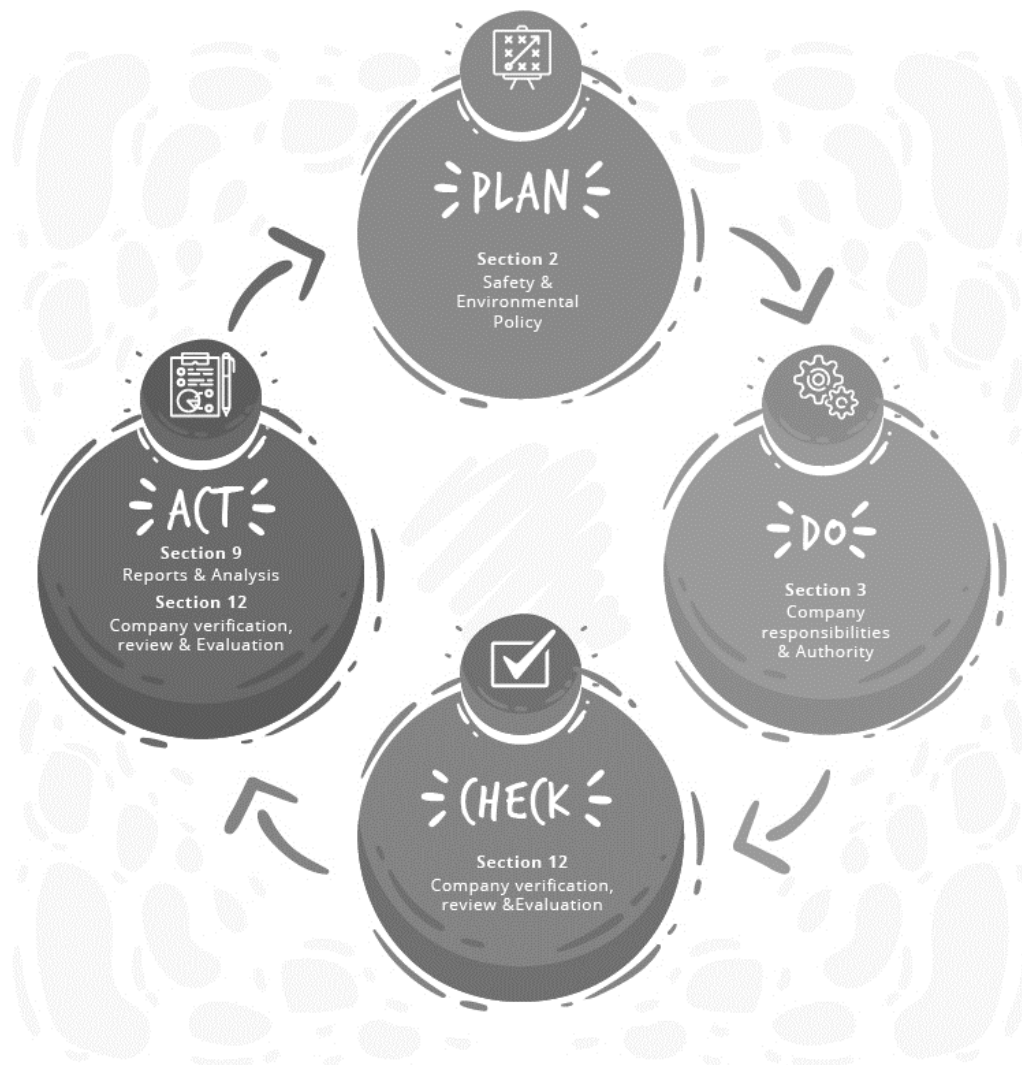 PLAN
Section 2
Safety &
Environmental
Policy
DO
Section 3
Company
responsibilities
& Authority
CHECK
Section 12
Company verification,
review &Evaluation
ACT
Section 9
Reports & Analysis
Section 12
Company verification,
review & Evaluation